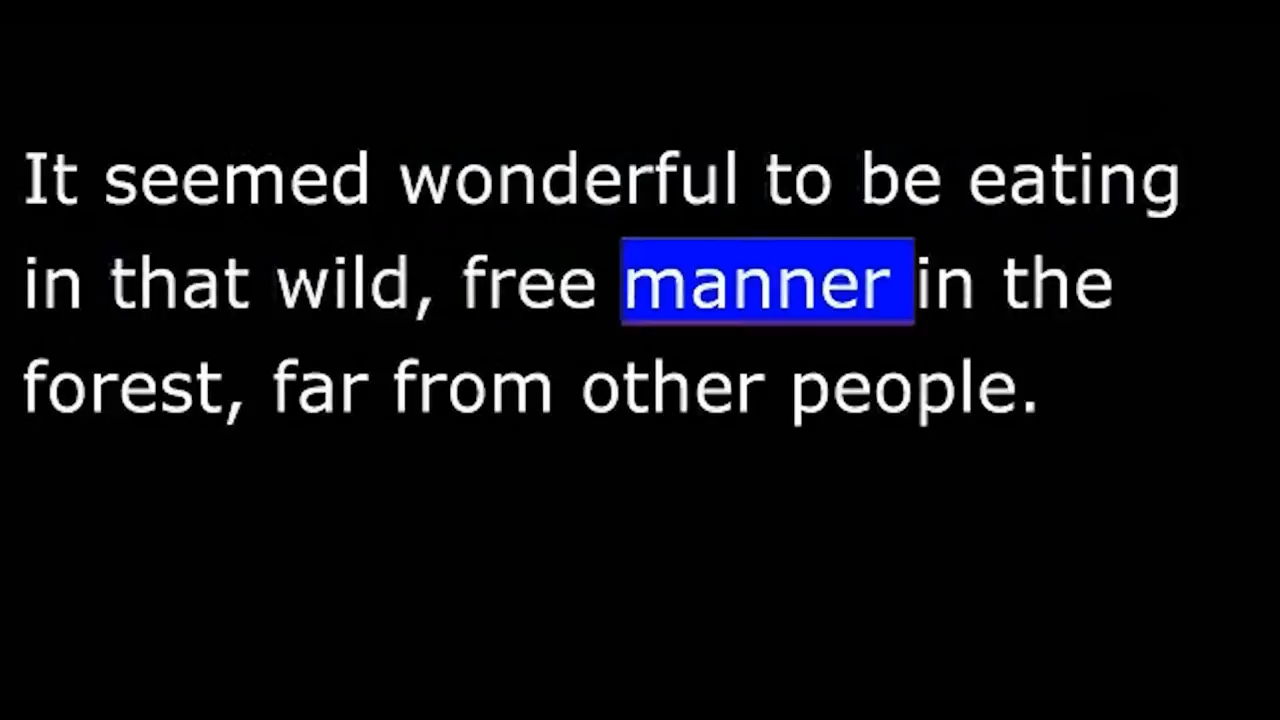 It seemed wonderful to be eating
in that wild, free manner in the
forest, far from other people.